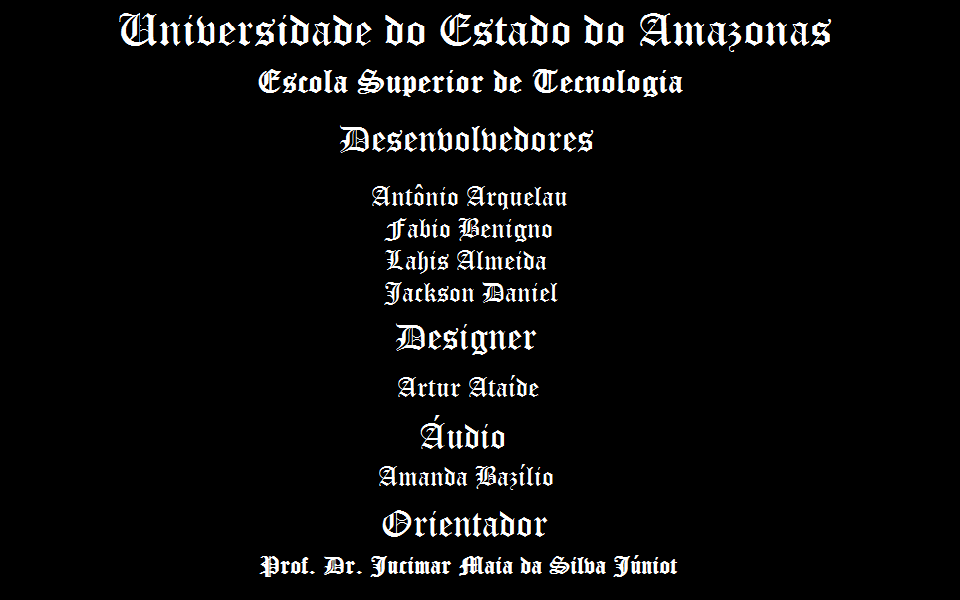 Universidade do Estado do Amazonas
Escola Superior de Tecnologia
Desenvolvedores
Antônio Arquelau
Fabio Benigno
Lahis Almeida
Jackson Daniel
Designer
Artur Ataíde
Áudio
Amanda Bazílio
Orientador
Prof. Dr. Jucimar Maia da Silva Júniot